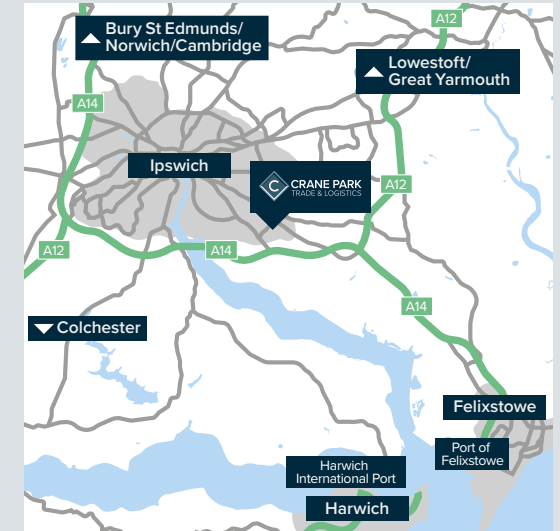 A12
Bury St Edmunds/
Norwich/Cambridge
Lowestoft/
Great Yarmouth
A14
Ipswich
C CRANE PARK
TRADE & LOGISTICS
A12
A12
A14
A14
Colchester
Felixstowe
Port of
Felixstowe
Harwich
International Port
Harwich